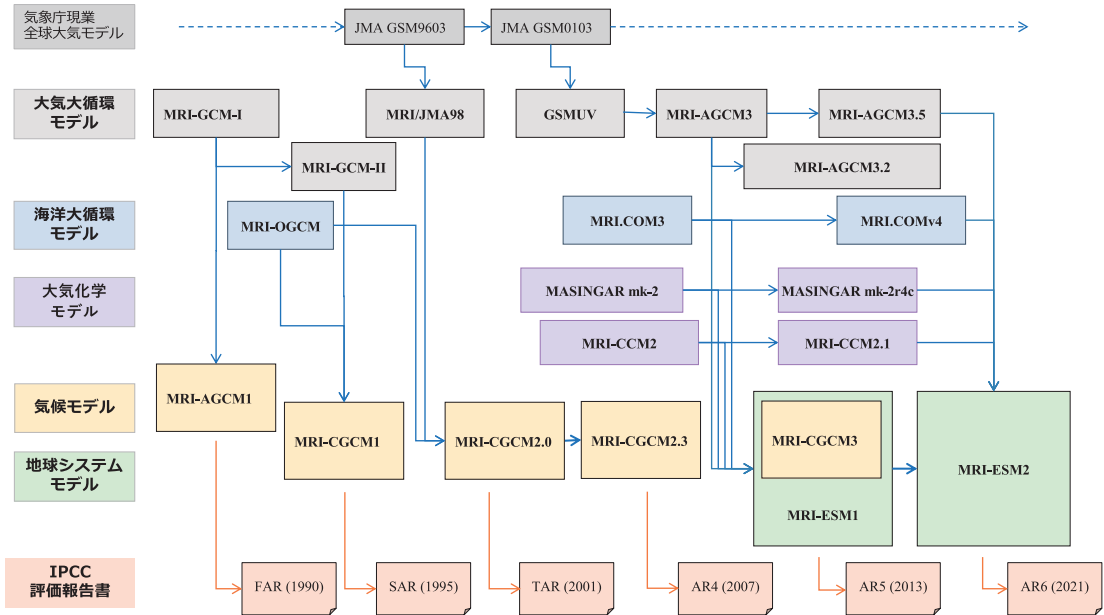 気象庁現業
全球大気モデル
JMA GSM9603
JMA GSM0103
大気大循環
モデル
MRI-GCM-I
MRI/JMA98
GSMUV
MRI-AGCM3
MRI-AGCM3.5
MRI-GCM-II
MRI-AGCM3.2
海洋大循環
モデル
MRI-OGCM
MRI.COM3
MRI.COMv4
大気化学
モデル
MASINGAR mk-2
MASINGAR mk-2r4c
MRI-CCM2
MRI-CCM2.1
気候モデル
MRI-AGCM1
MRI-CGCM1
MRI-CGCM2.0
MRI-CGCM2.3
MRI-CGCM3
地球システム
モデル
MRI-ESM1
MRI-ESM2
IPCC
評価報告書
FAR (1990)
SAR (1995)
TAR (2001)
AR4 (2007)
AR5 (2013)
AR6 (2021)